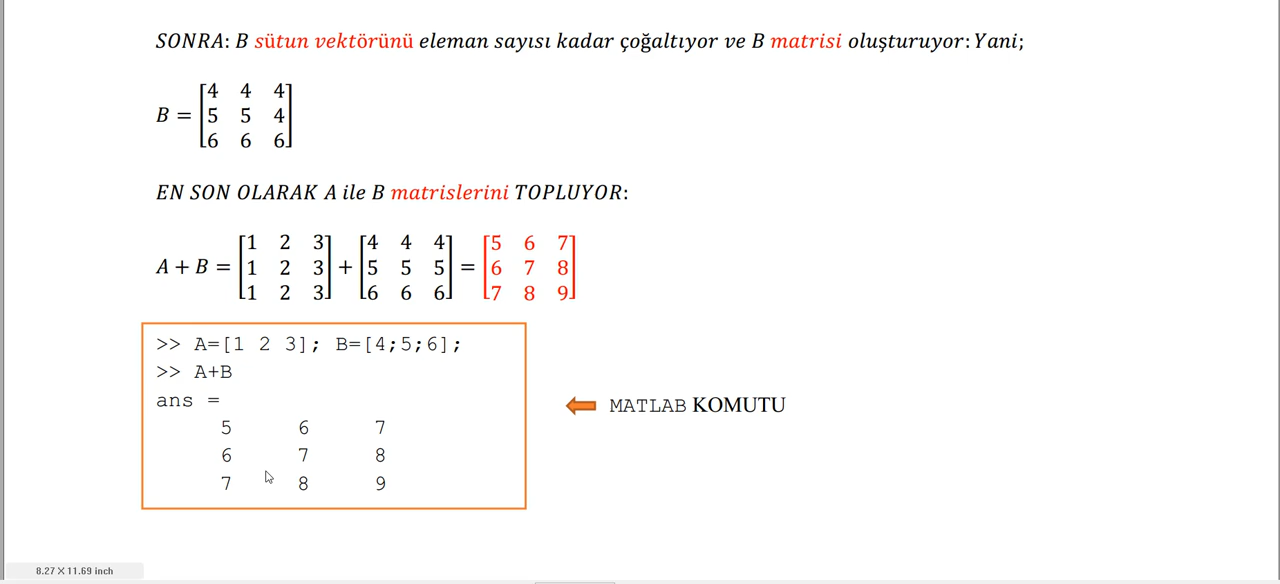 SONRA: B sütun vektörünü eleman sayısı kadar çoğaltıyor ve B matrisi oluşturuyor: Yani;
4 4 4
B = 5 5 4
6 6 6
EN SON OLARAK A ile B matrislerini TOPLUYOR:
1 2 3 4 4 4 5 6 7
A + B = 1 2 3 + 5 5 5 = 6 7 8
1 2 3 6 6 6 7 8 9
>> A=[1 2 3]; B=[4;5;6];
>> A+B
ans =
5 6 7
6 7 8
7 8 9
MATLAB KOMUTU
8.27 X 11.69 inch